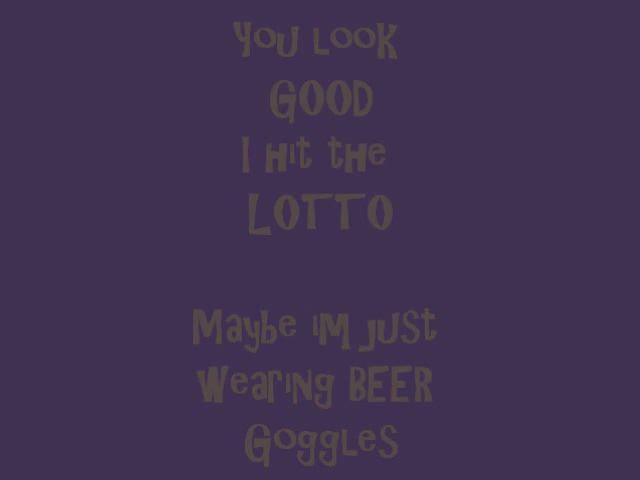 YoU LooK
GOOD
I Hit tHe
LOTTO
Maybe iM JUSt
WeariNg BEER
GoggLeS